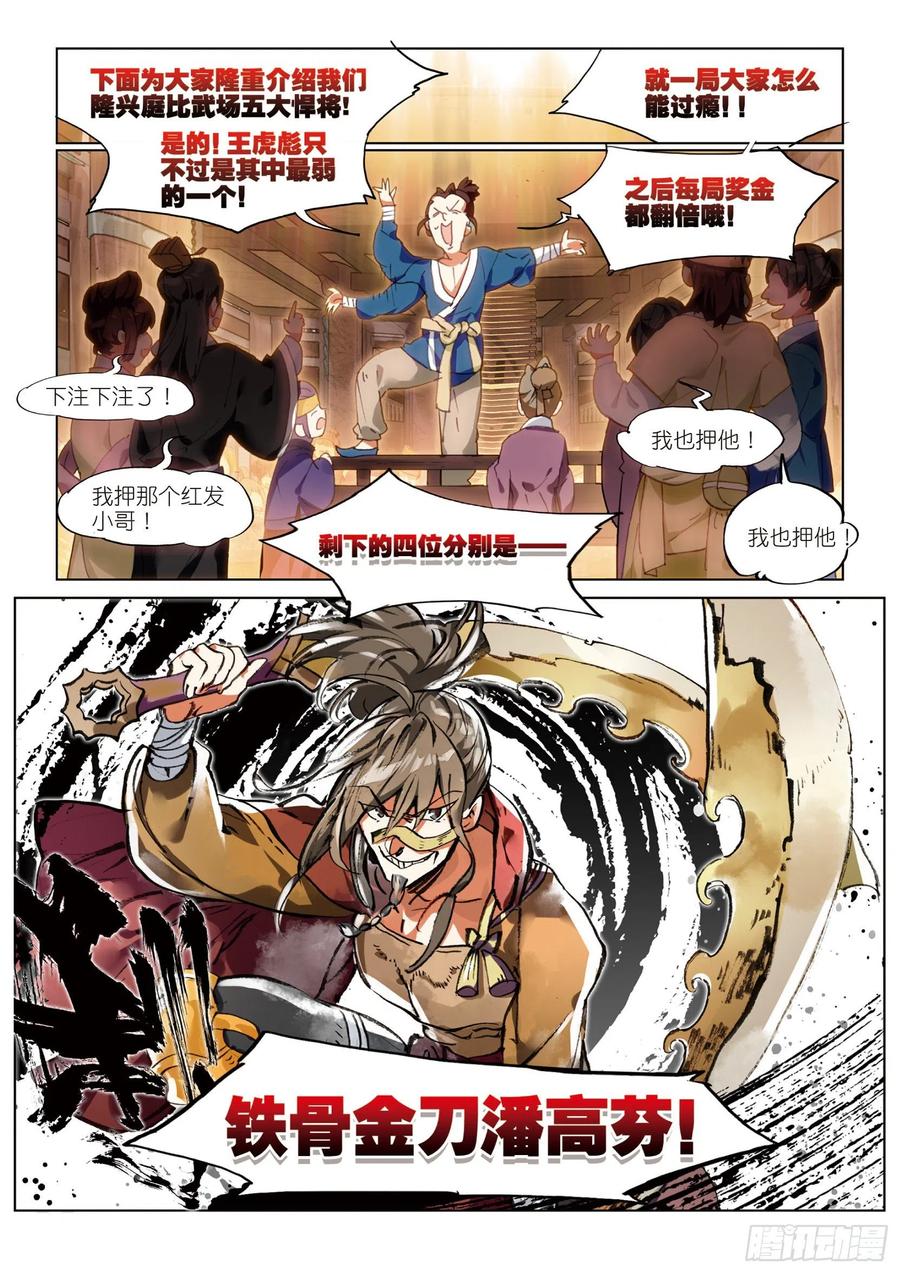 就一局大家怎么
能过瘾！！
之后每局奖金
都翻倍哦！
下面为大家隆重介绍我们
隆兴庭比武场五大悍将！
是的！王虎彪只
不过是其中最弱
的一个！
下注下注了！
我押那个红发
小哥！
我也押他！
我也押他！
剩下的四位分别是——
铁骨金刀潘高芬！
腾讯动漫